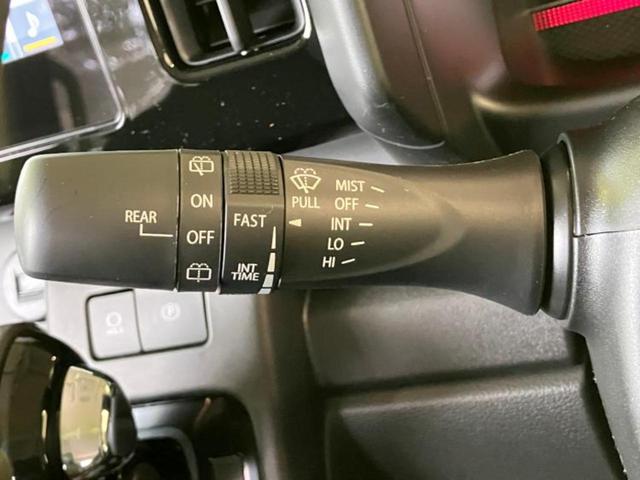 REAR
ON
OFF
FAST
INT
TIME
PULL
MIST
OFF
INT
LO
HI